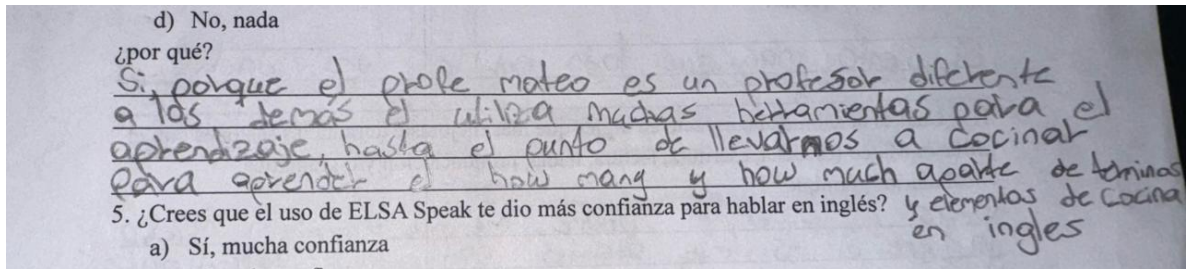 d) No, nada
¿por qué?
Si, porque el profe mateo es un profesor diferente
a los demas el utiliza muchas herramientas para el
aprendizaje, hasta el punto de llevarnos a cocinar
para aprender el how many y how much aparte de terminos
y elementos de cocina
en ingles
5. ¿Crees que el uso de ELSA Speak te dio más confianza para hablar en inglés?
a) Sí, mucha confianza